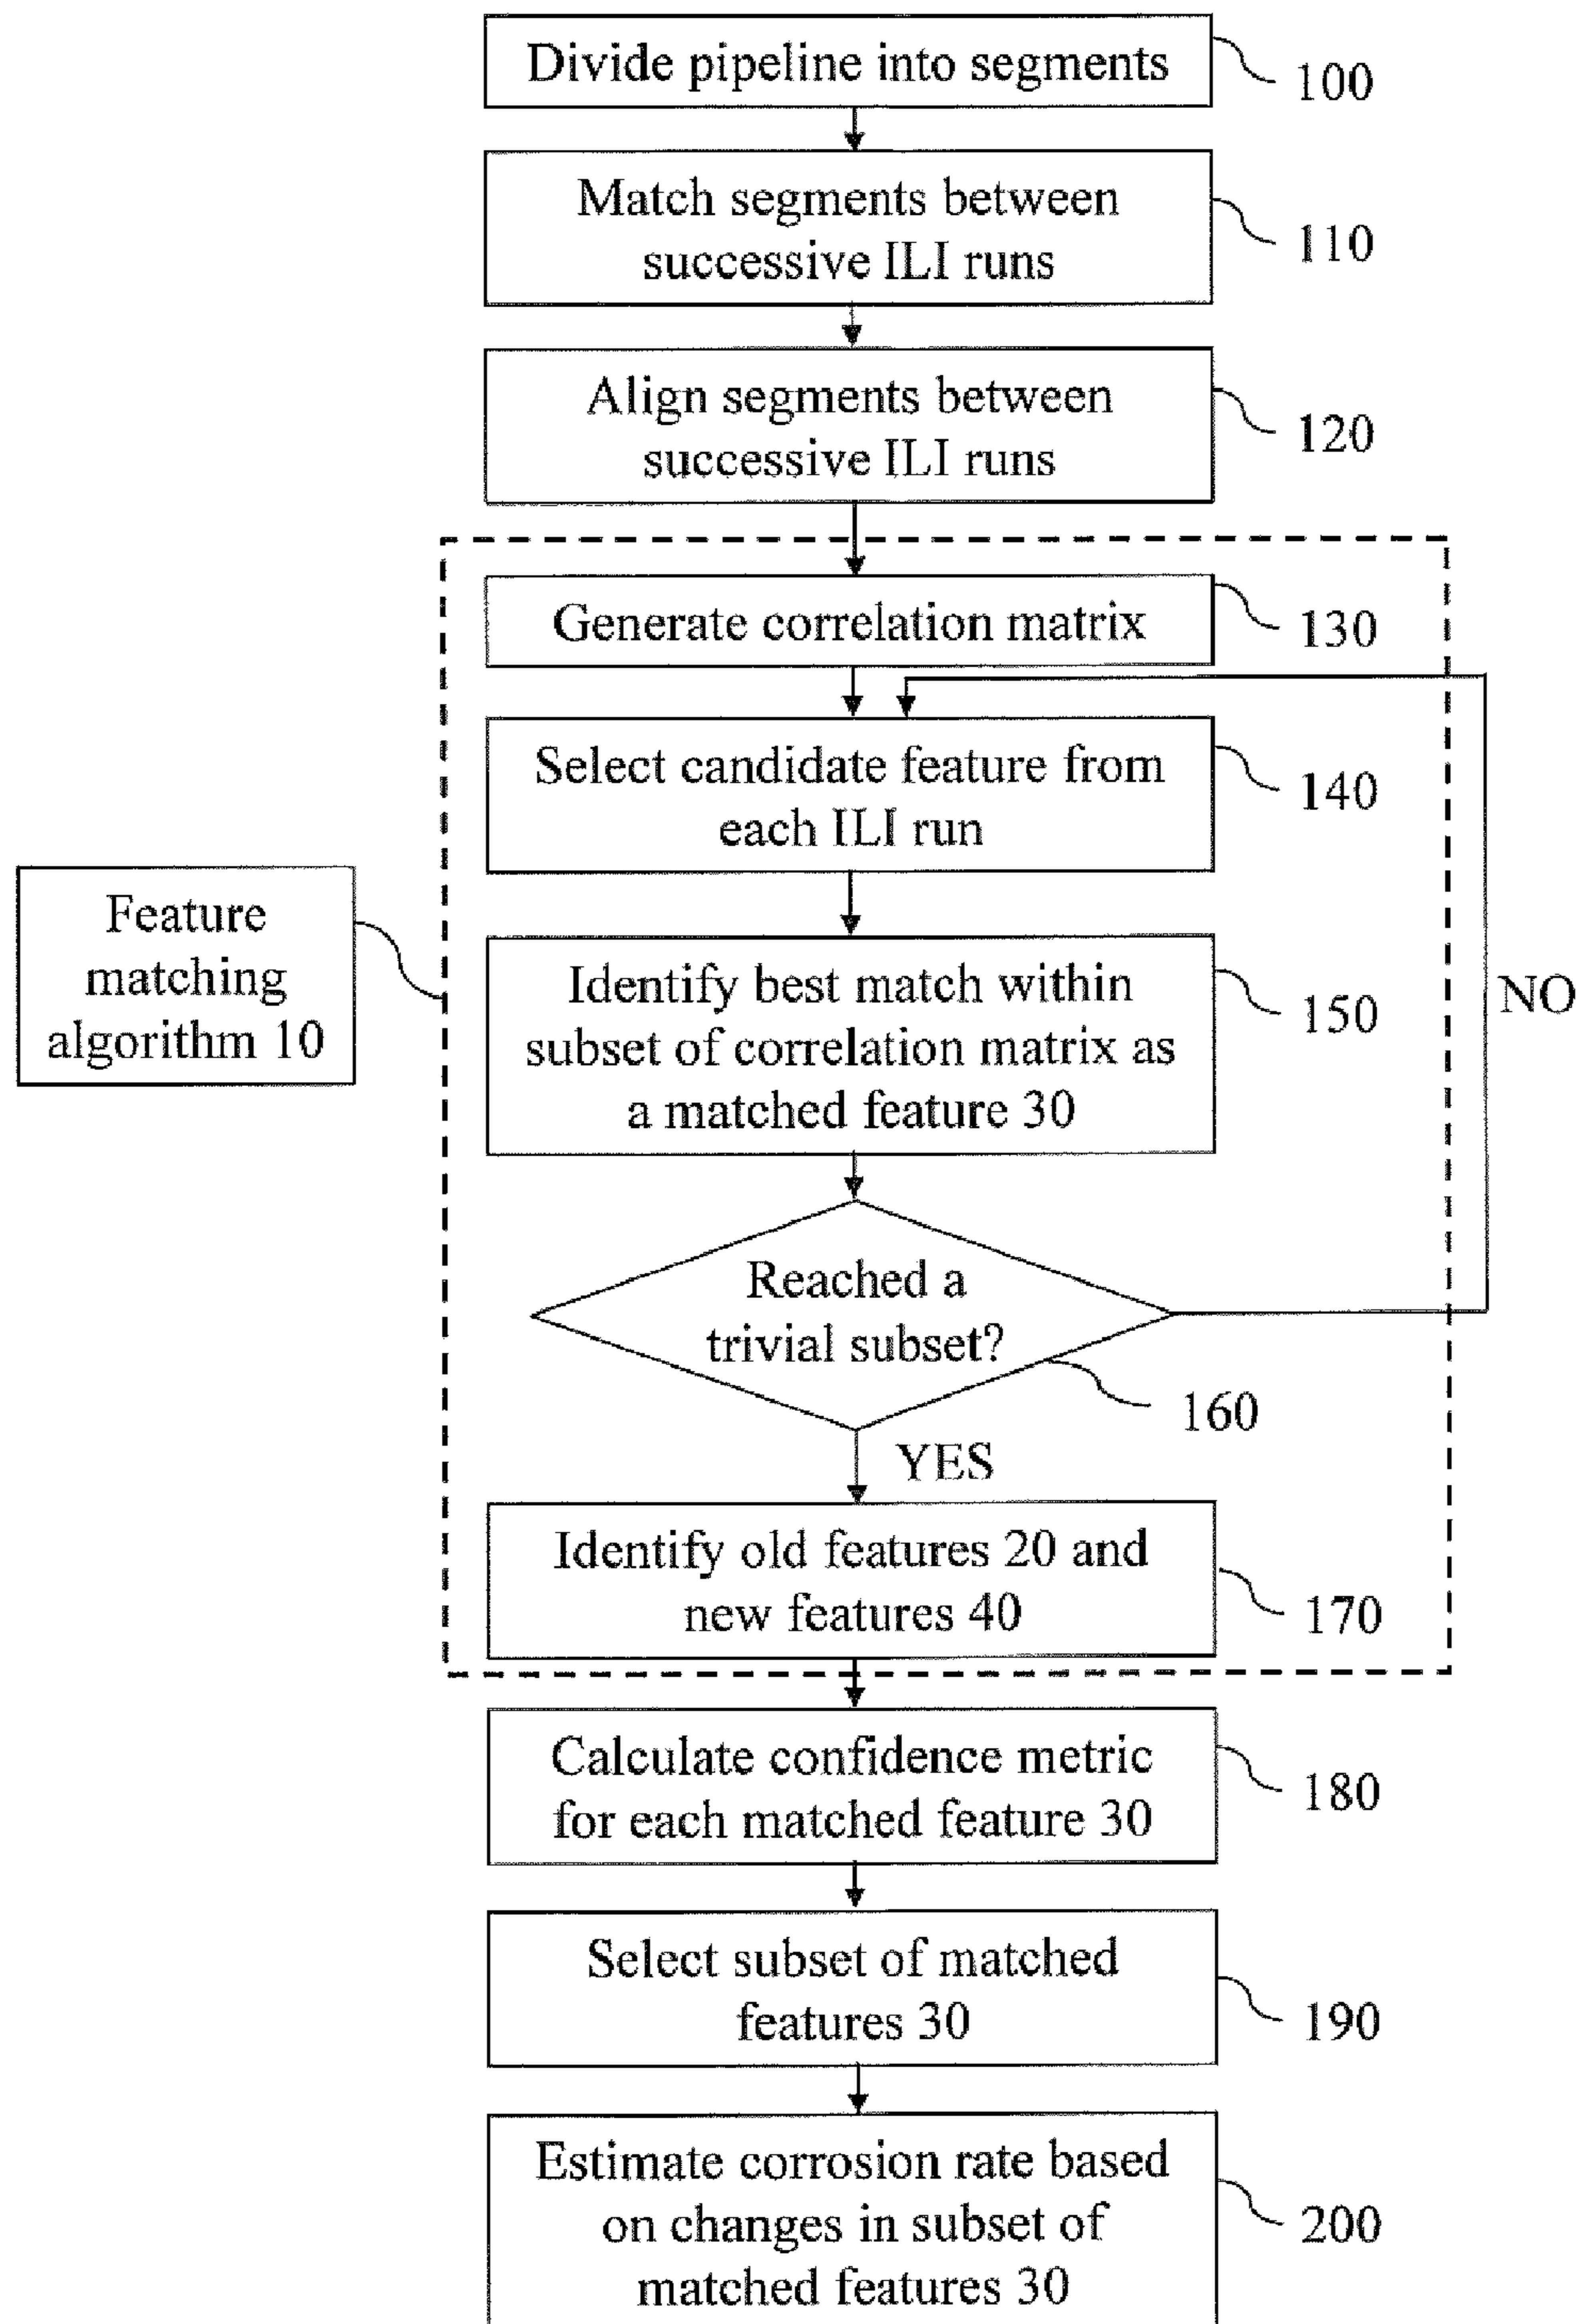 Divide pipeline into segments
100
Match segments between
successive ILI runs
110
Align segments between
successive ILI runs
120
Generate correlation matrix
130
Select candidate feature from
each ILI run
140
Feature
matching
algorithm 10
Identify best match within
subset of correlation matrix as
a matched feature 30
150
NO
Reached a
trivial subset?
160
YES
Identify old features 20 and
new features 40
170
Calculate confidence metric
for each matched feature 30
180
Select subset of matched
features 30
190
Estimate corrosion rate based
on changes in subset of
matched features 30
200